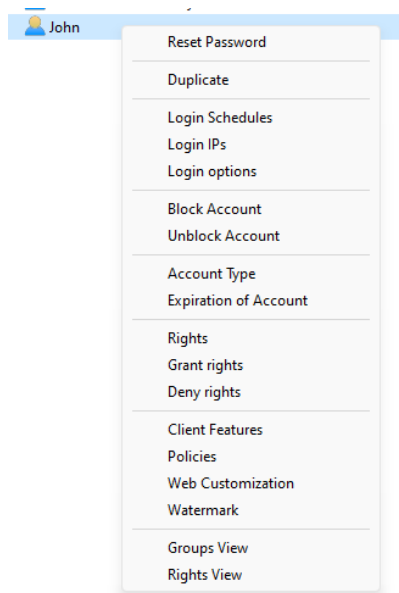 John
Reset Password
Duplicate
Login Schedules
Login IPs
Login options
Block Account
Unblock Account
Account Type
Expiration of Account
Rights
Grant rights
Deny rights
Client Features
Policies
Web Customization
Watermark
Groups View
Rights View